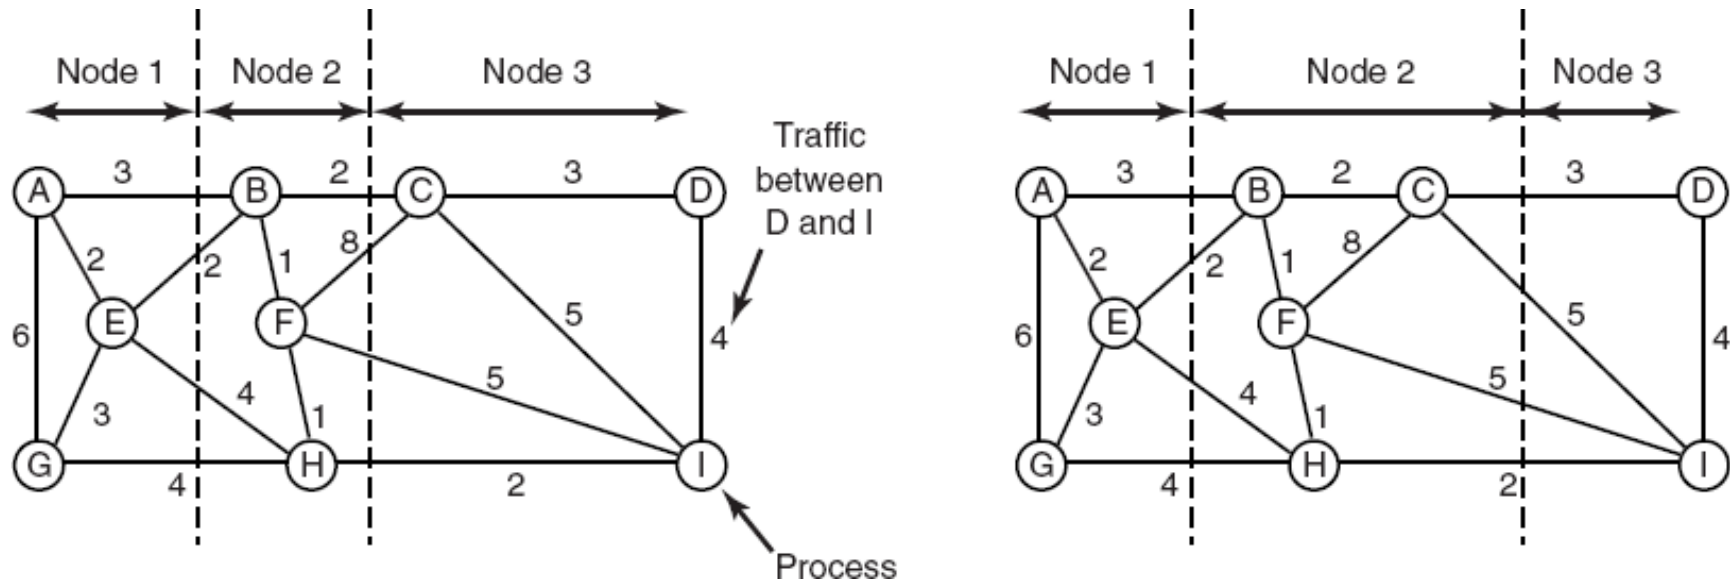 Node 1 Node 2 Node 3
Traffic
between
D and I
A 3 B 2 C 3 D
2 2 1 8
E F 5
6 4
3 4 1 5
G 4 H 2 I
Process
Node 1 Node 2 Node 3
A 3 B 2 C 3 D
2 2 1 8
E F 5
6 4
3 4 1 5
G 4 H 2 I